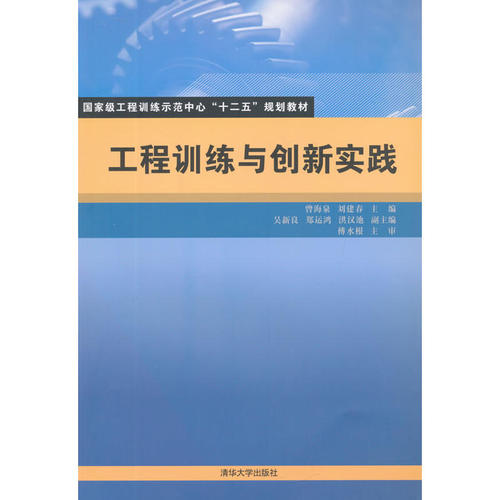 国家级工程训练示范中心“十二五”规划教材
工程训练与创新实践
曾海泉 刘建春 主 编
吴新良 郑运鸿 洪汉池 副主编
傅水根 主 审
清华大学出版社